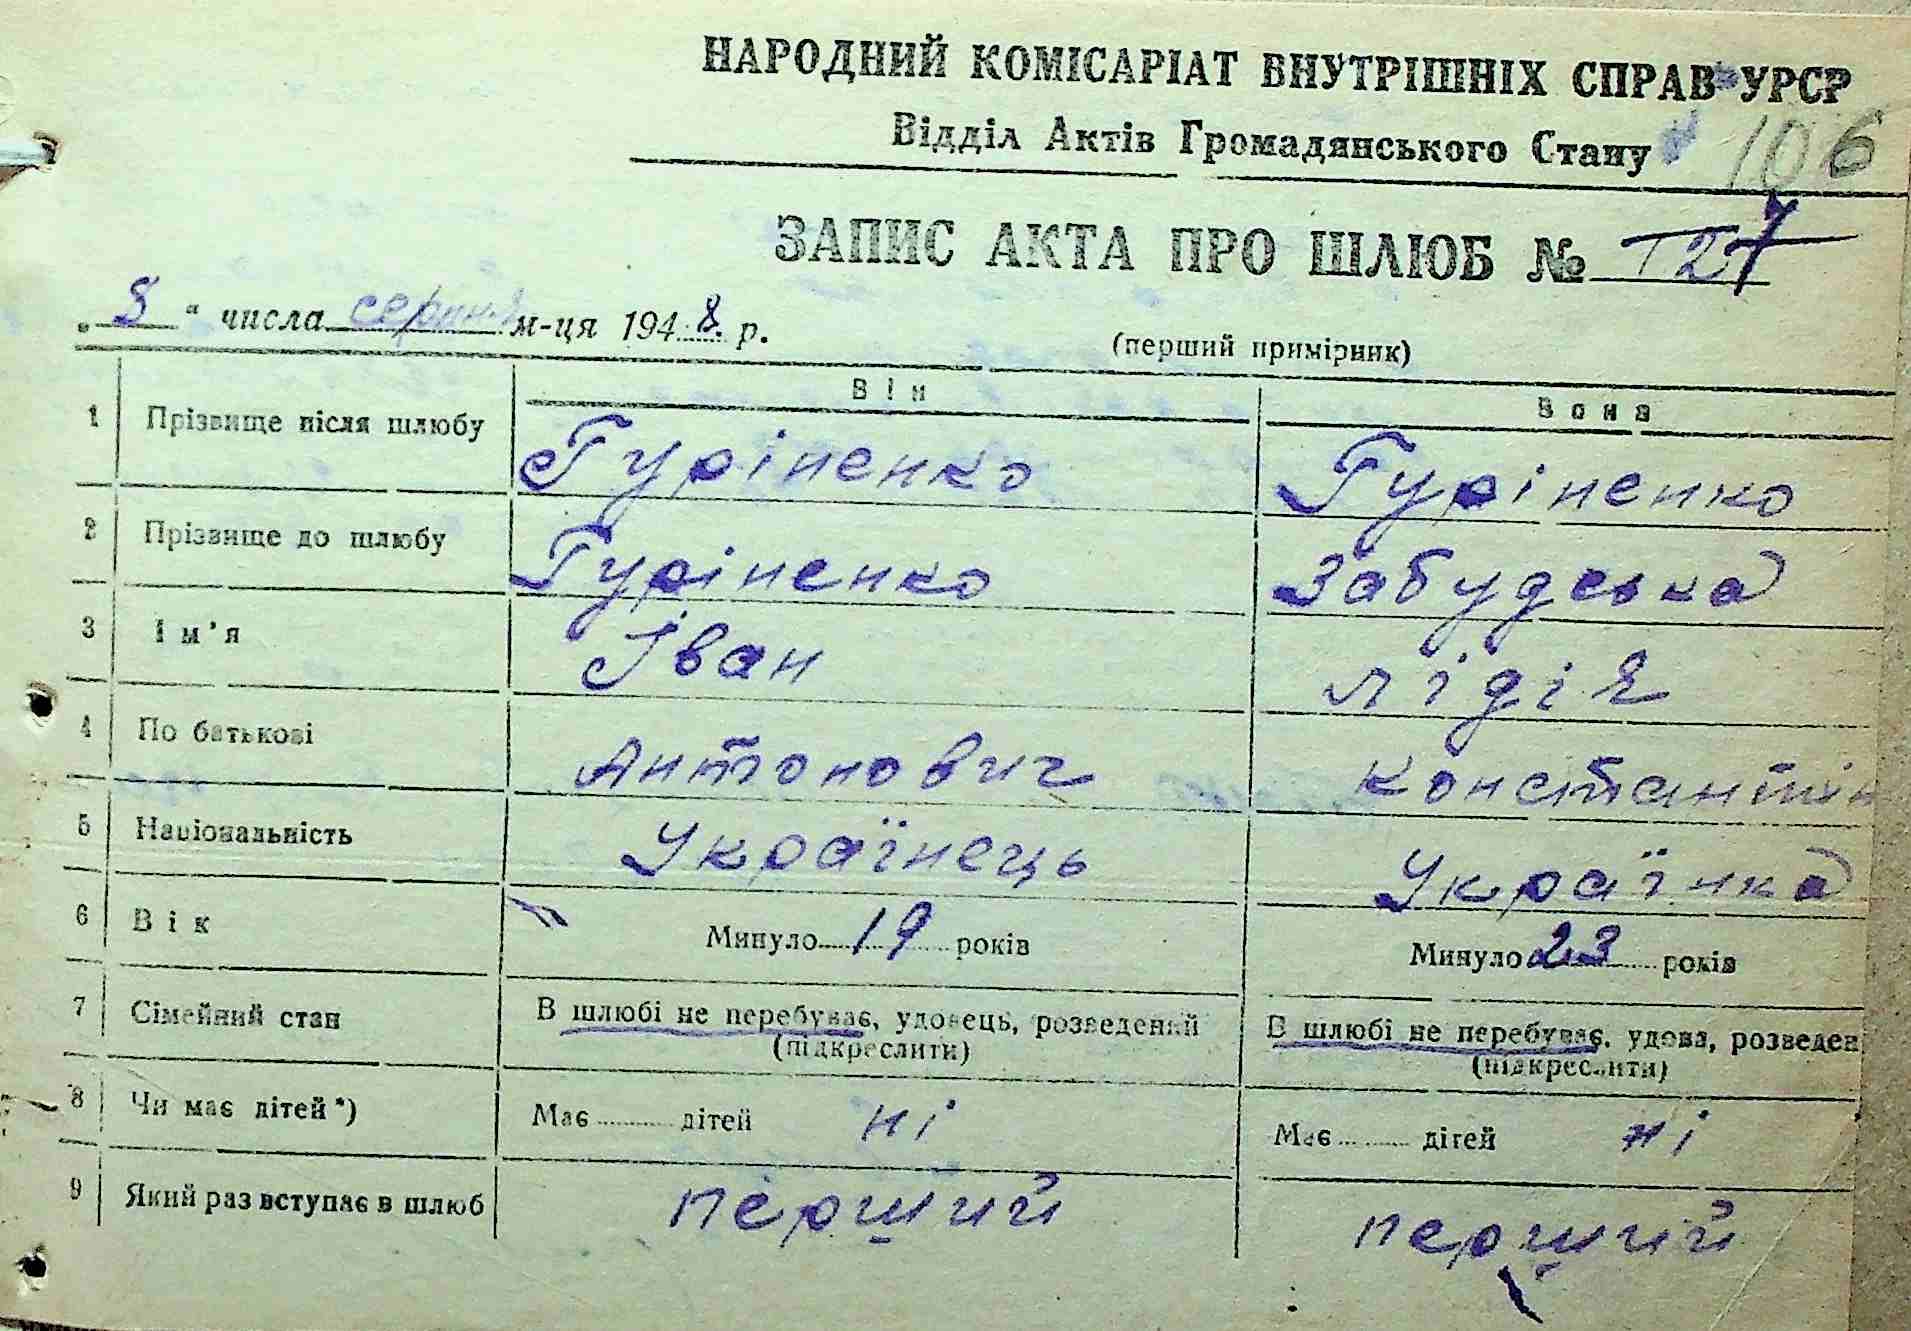 НАРОДНИЙ КОМІСАРІАТ ВНУТРІШНІХ СПРАВ УРСР
Відділ Актів Громадянського Стану
106
ЗАПИС АКТА ПРО ШЛЮБ №
„8“ числа серпня м-ця 1948 р.
(перший примірник)
Він Вона
1 Прізвище після шлюбу Гуріненко Гуріненко
2 Прізвище до шлюбу Гуріненко Забудська
3 Ім'я Іван Лідія
4 По батькові Антонович Константин
5 Національність Українець Українка
6 Вік Минуло 19 років Минуло 23 років
7 Сімейний стан В шлюбі не перебуває, удовець, розведений В шлюбі не перебуває, удова, розведен
(підкреслити) (підкреслити)
8 Чи має дітей*) Має дітей ні Має дітей ні
9 Який раз вступає в шлюб перший перший